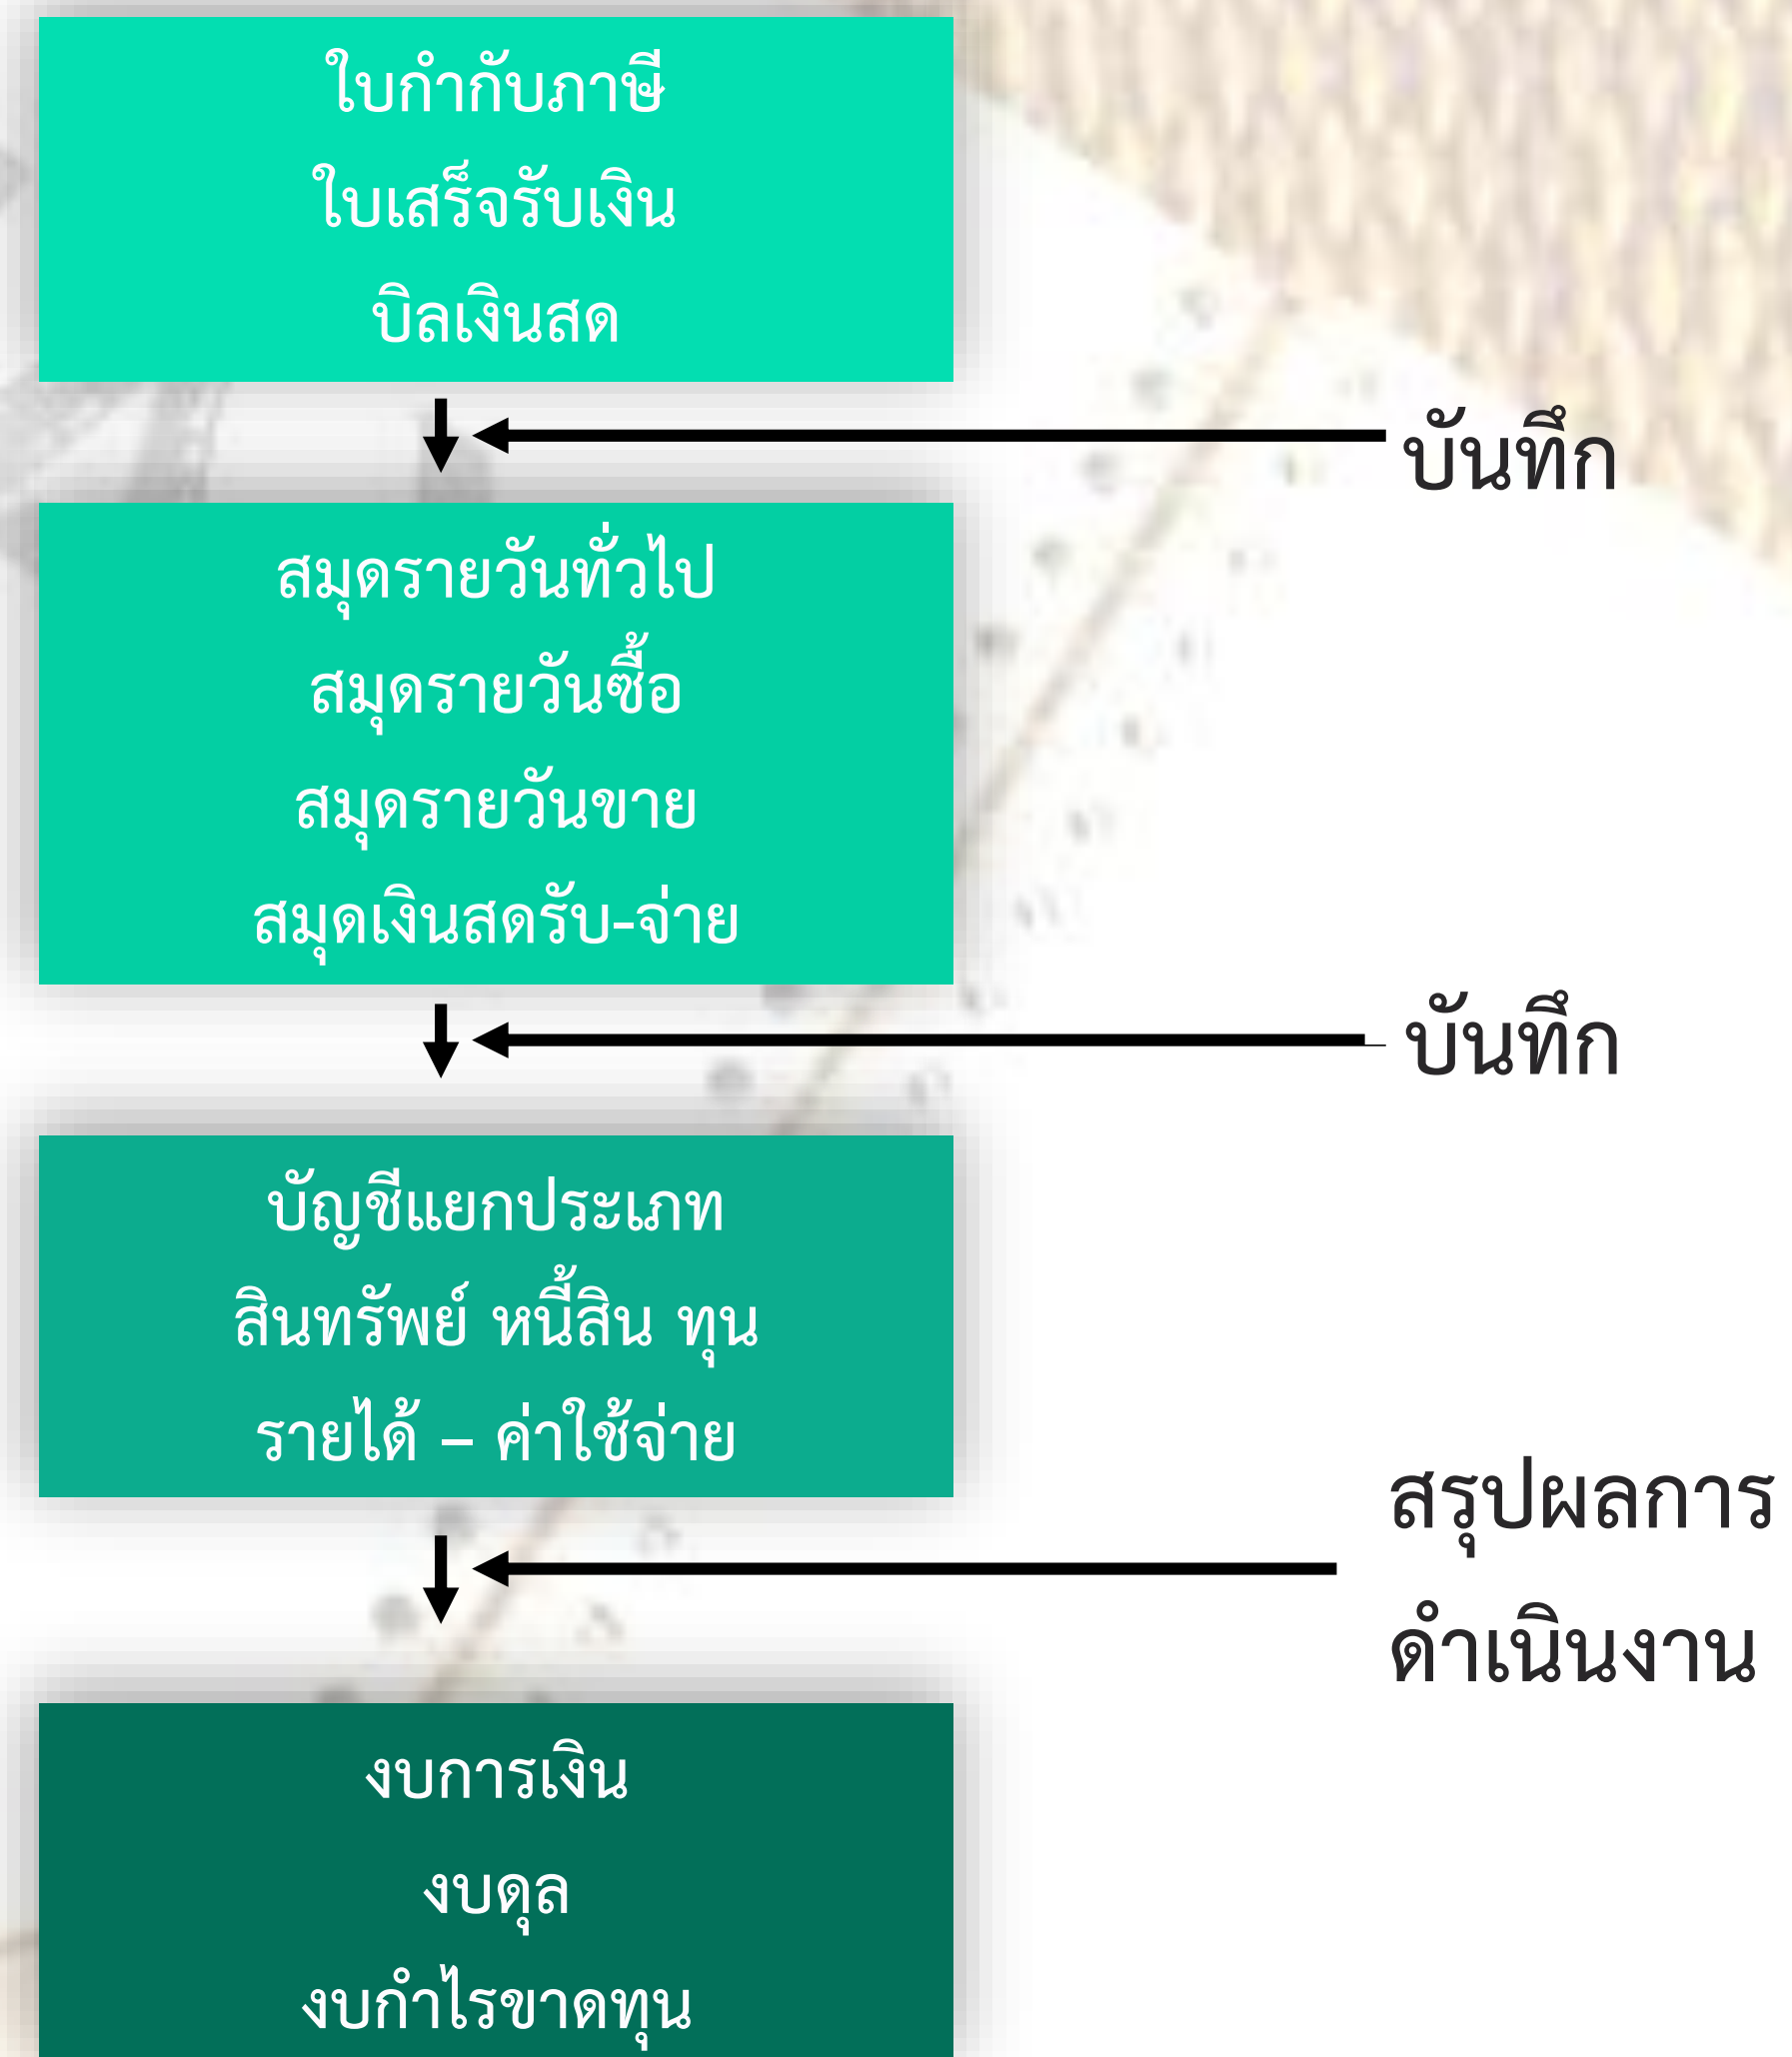 ใบกำกับภาษี
ใบเสร็จรับเงิน
บิลเงินสด
บันทึก
สมุดรายวันทั่วไป
สมุดรายวันซื้อ
สมุดรายวันขาย
สมุดเงินสดรับ-จ่าย
บันทึก
บัญชีแยกประเภท
สินทรัพย์ หนี้สิน ทุน
รายได้ – ค่าใช้จ่าย
สรุปผลการ
ดำเนินงาน
งบการเงิน
งบดุล
งบกำไรขาดทุน